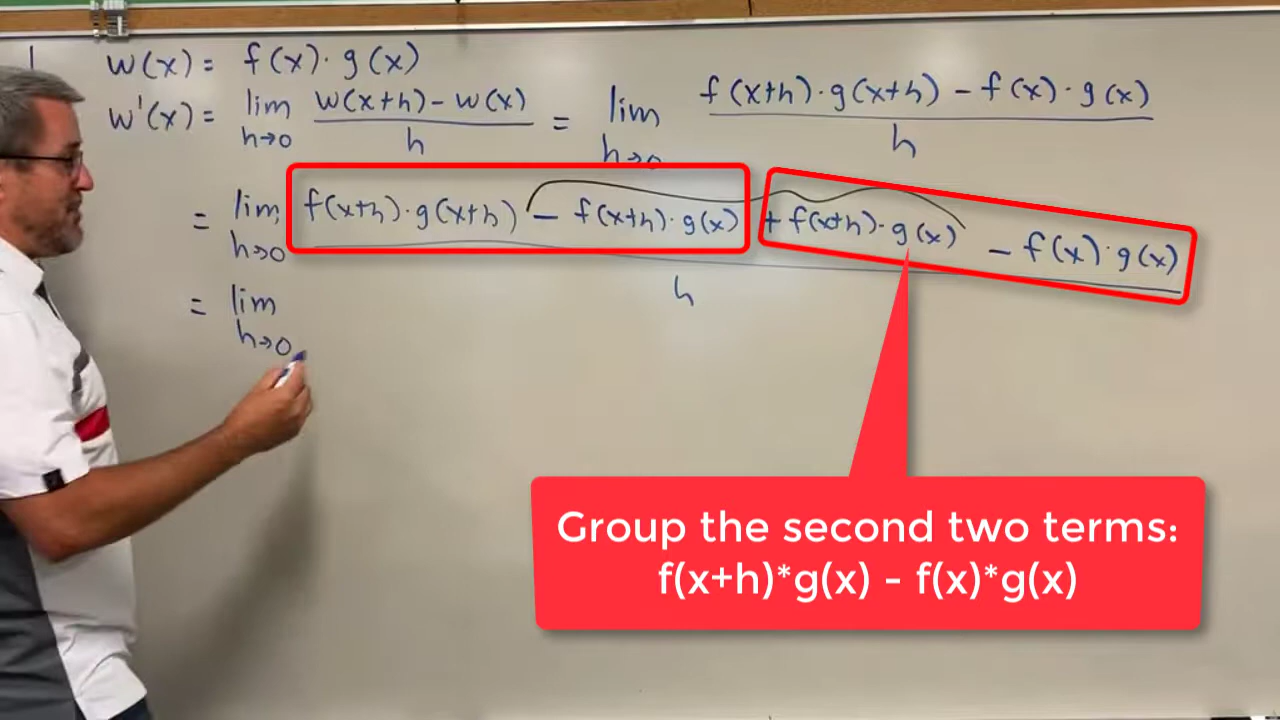 w(x) = f(x)·g(x)
w'(x) = lim h→0 w(x+h) – w(x) / h = lim h→0 f(x+h)·g(x+h) – f(x)·g(x) / h
= lim h→0 f(x+h)·g(x+h) – f(x+h)·g(x) + f(x+h)·g(x) – f(x)·g(x) / h
= lim h→0
Group the second two terms:
f(x+h)*g(x) - f(x)*g(x)